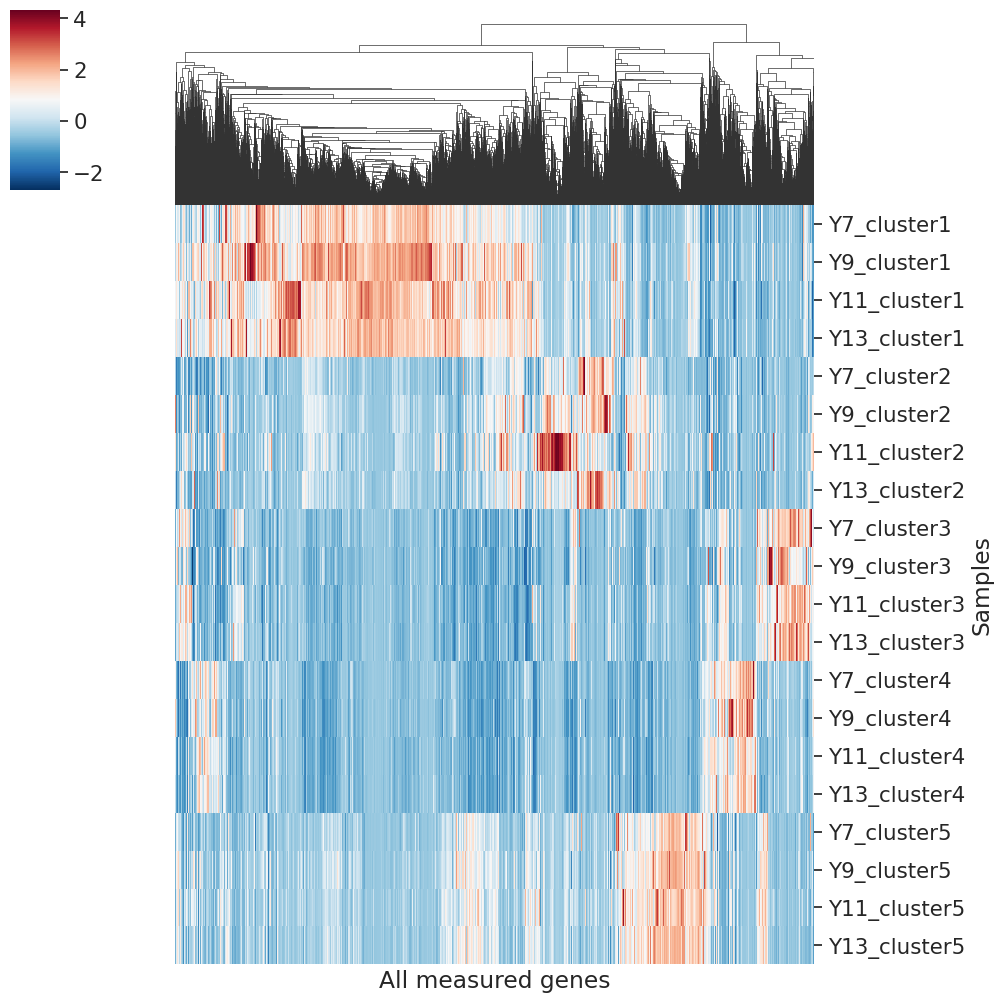 4
2
0
−2
Y7_cluster1
Y9_cluster1
Y11_cluster1
Y13_cluster1
Y7_cluster2
Y9_cluster2
Y11_cluster2
Y13_cluster2
Y7_cluster3
Y9_cluster3
Y11_cluster3
Y13_cluster3
Y7_cluster4
Y9_cluster4
Y11_cluster4
Y13_cluster4
Y7_cluster5
Y9_cluster5
Y11_cluster5
Y13_cluster5
Samples
All measured genes